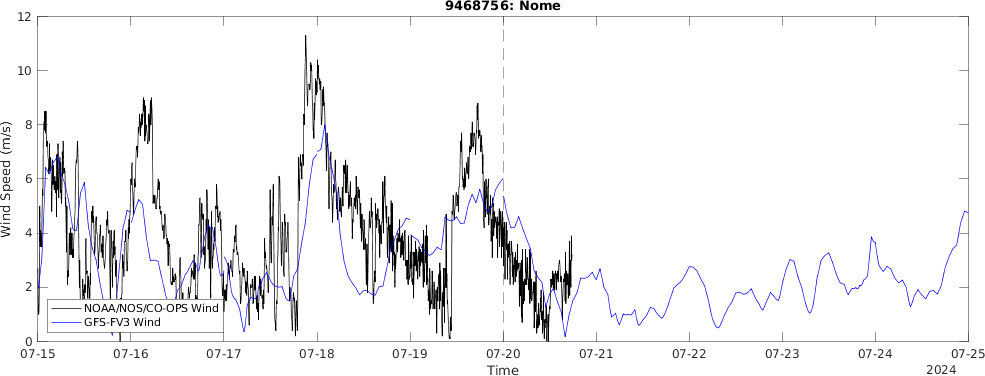 9468756: Nome
12
10
8
6
4
2
0
Wind Speed (m/s)
NOAA/NOS/CO-OPS Wind
GFS-FV3 Wind
07-15 07-16 07-17 07-18 07-19 07-20 07-21 07-22 07-23 07-24 07-25
Time
2024